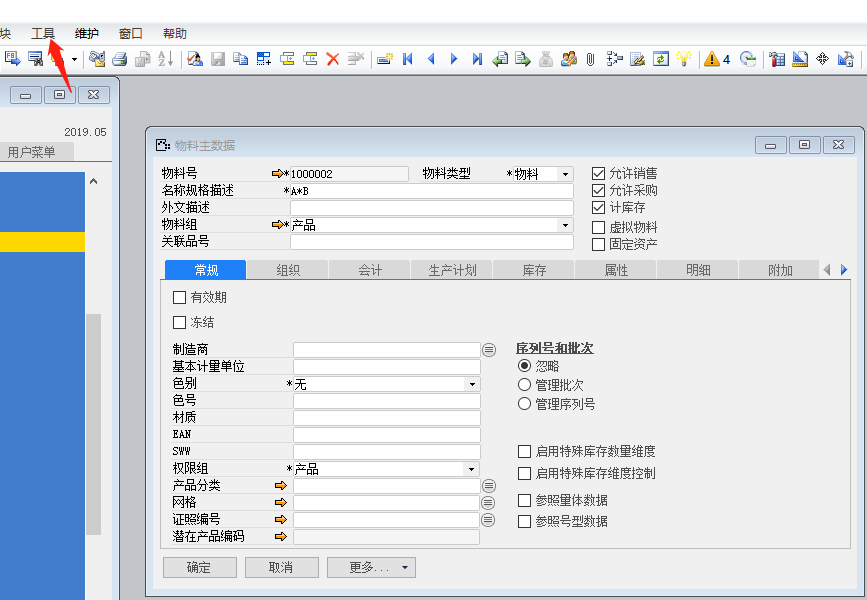 块 工具 维护 窗口 帮助
4
2019.05
用户菜单
物料主数据
物料号 *1000002 物料类型 *物料 允许销售
名称规格描述 *A*B 允许采购
外文描述 计库存
物料组 *产品 虚拟物料
关联品号 固定资产
常规 组织 会计 生产计划 库存 属性 明细 附加
有效期
冻结
制造商 序列号和批次
基本计量单位 忽略
色别 *无 管理批次
色号 管理序列号
材质
EAN
SWW 启用特殊库存数量维度
权限组 *产品 启用特殊库存维度控制
产品分类
网格 参照量体数据
证照编号 参照号型数据
潜在产品编码
确定 取消 更多...